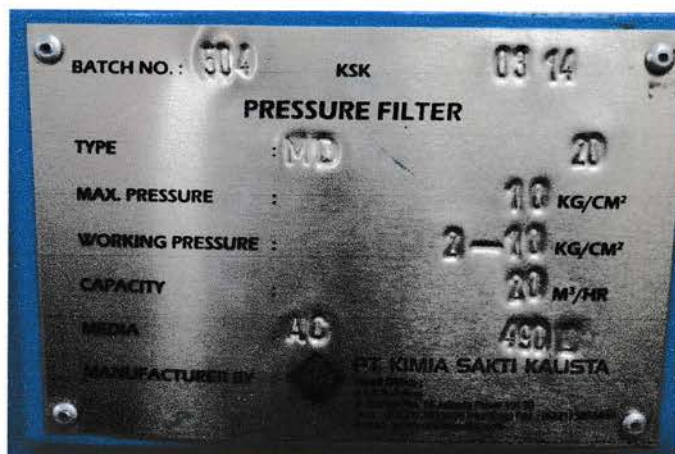 BATCH NO. : 504 KSK 03 14
PRESSURE FILTER
TYPE : MD 20
MAX. PRESSURE : 10 KG/CM²
WORKING PRESSURE : 2–10 KG/CM²
CAPACITY : 20 M³/HR
MEDIA AC 490
MANUFACTURER BY PT. KIMIA SAKTI KALISTA